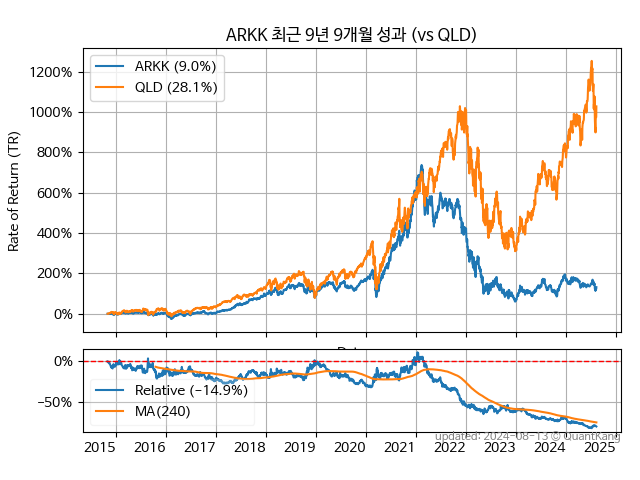 ARKK 최근 9년 9개월 성과 (vs QLD)
ARKK (9.0%)
QLD (28.1%)
1200%
1000%
800%
600%
400%
200%
0%
Rate of Return (TR)
0%
−50%
Relative (−14.9%)
MA(240)
updated: 2024-08-13 © QuantKang
2015 2016 2017 2018 2019 2020 2021 2022 2023 2024 2025